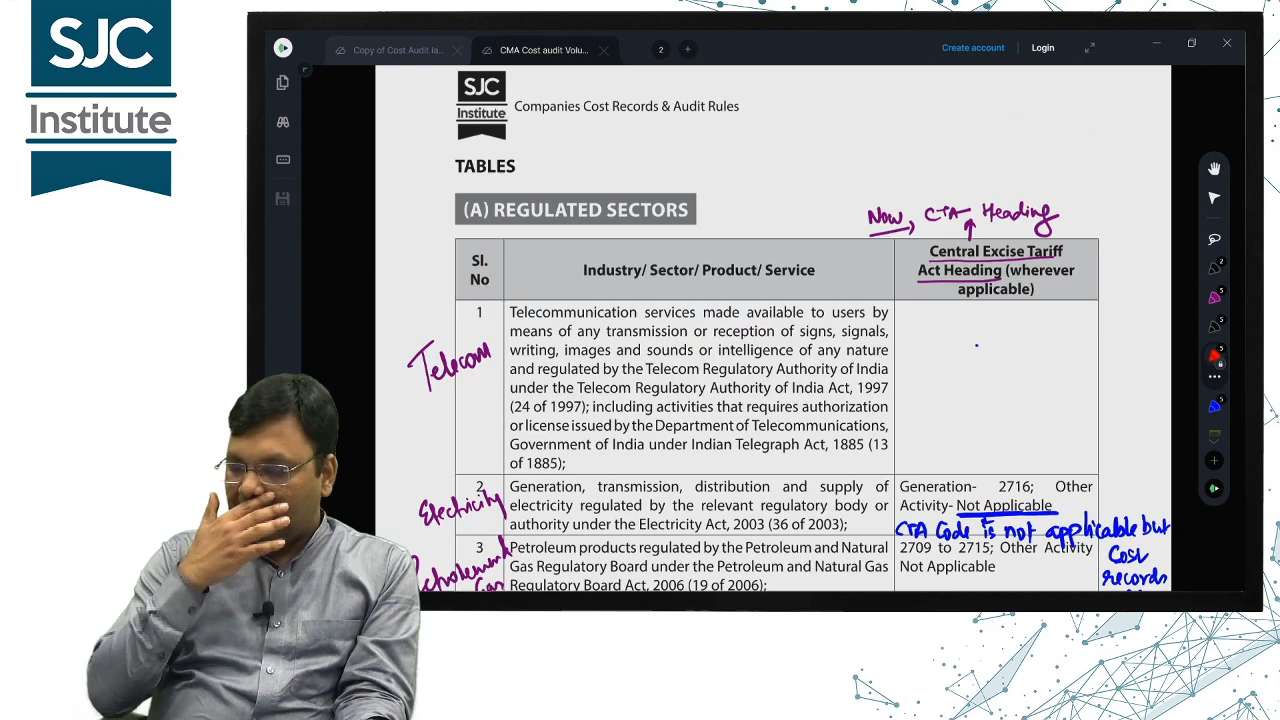 SJC
Institute
Copy of Cost Audit la...
CMA Cost audit Volu...
2
Create account
Login
SJC
Institute
Companies Cost Records & Audit Rules
TABLES
(A) REGULATED SECTORS
Now, CTA Heading
Sl. No
Industry/ Sector/ Product/ Service
Central Excise Tariff
Act Heading (wherever
applicable)
1
Telecom
Telecommunication services made available to users by
means of any transmission or reception of signs, signals,
writing, images and sounds or intelligence of any nature
and regulated by the Telecom Regulatory Authority of India
under the Telecom Regulatory Authority of India Act, 1997
(24 of 1997); including activities that requires authorization
or license issued by the Department of Telecommunications,
Government of India under Indian Telegraph Act, 1885 (13
of 1885);
2
Electricity
Generation, transmission, distribution and supply of
electricity regulated by the relevant regulatory body or
authority under the Electricity Act, 2003 (36 of 2003);
Generation- 2716; Other
Activity- Not Applicable
CTA Code is not applicable but
Cost
records
3
Petroleum products regulated by the Petroleum and Natural
Gas Regulatory Board under the Petroleum and Natural Gas
Regulatory Board Act, 2006 (19 of 2006);
2709 to 2715; Other Activity
Not Applicable
2
5
5
5
5